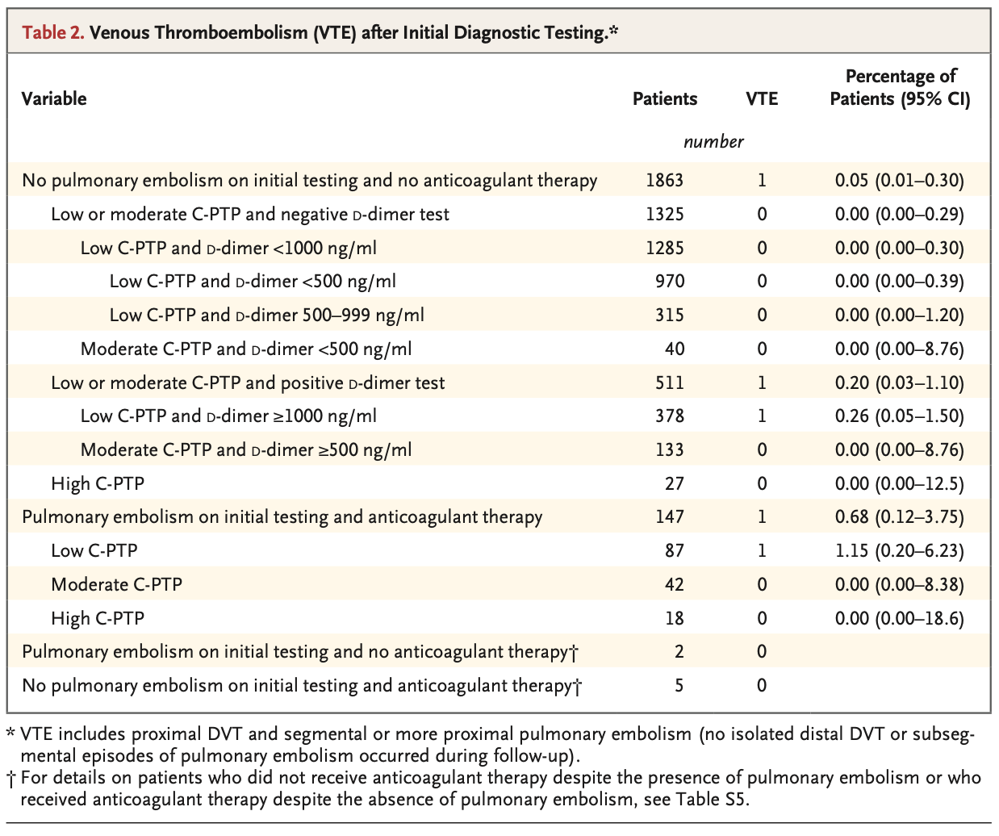 Table 2. Venous Thromboembolism (VTE) after Initial Diagnostic Testing.*
Variable Patients VTE Percentage of Patients (95% CI)
number
No pulmonary embolism on initial testing and no anticoagulant therapy 1863 1 0.05 (0.01–0.30)
Low or moderate C-PTP and negative D-dimer test 1325 0 0.00 (0.00–0.29)
Low C-PTP and D-dimer <1000 ng/ml 1285 0 0.00 (0.00–0.30)
Low C-PTP and D-dimer <500 ng/ml 970 0 0.00 (0.00–0.39)
Low C-PTP and D-dimer 500–999 ng/ml 315 0 0.00 (0.00–1.20)
Moderate C-PTP and D-dimer <500 ng/ml 40 0 0.00 (0.00–8.76)
Low or moderate C-PTP and positive D-dimer test 511 1 0.20 (0.03–1.10)
Low C-PTP and D-dimer ≥1000 ng/ml 378 1 0.26 (0.05–1.50)
Moderate C-PTP and D-dimer ≥500 ng/ml 133 0 0.00 (0.00–8.76)
High C-PTP 27 0 0.00 (0.00–12.5)
Pulmonary embolism on initial testing and anticoagulant therapy 147 1 0.68 (0.12–3.75)
Low C-PTP 87 1 1.15 (0.20–6.23)
Moderate C-PTP 42 0 0.00 (0.00–8.38)
High C-PTP 18 0 0.00 (0.00–18.6)
Pulmonary embolism on initial testing and no anticoagulant therapy† 2 0
No pulmonary embolism on initial testing and anticoagulant therapy† 5 0
* VTE includes proximal DVT and segmental or more proximal pulmonary embolism (no isolated distal DVT or subseg-
mental episodes of pulmonary embolism occurred during follow-up).
† For details on patients who did not receive anticoagulant therapy despite the presence of pulmonary embolism or who
received anticoagulant therapy despite the absence of pulmonary embolism, see Table S5.